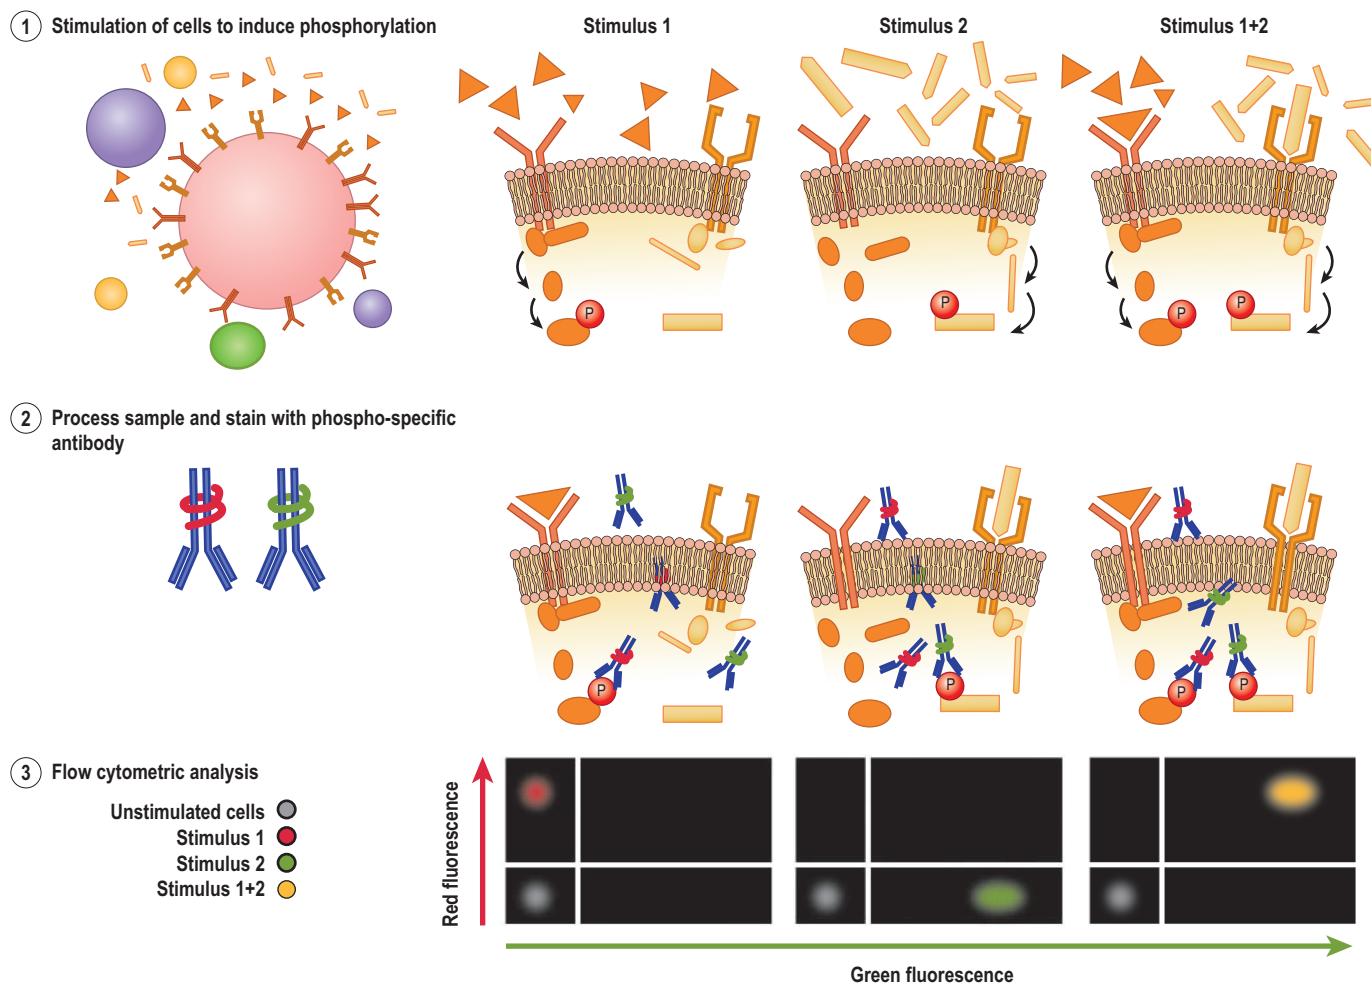 1 Stimulation of cells to induce phosphorylation
Stimulus 1
Stimulus 2
Stimulus 1+2
P
P
P
P
2 Process sample and stain with phospho-specific
antibody
P
P
P
P
3 Flow cytometric analysis
Unstimulated cells
Stimulus 1
Stimulus 2
Stimulus 1+2
Red fluorescence
Green fluorescence